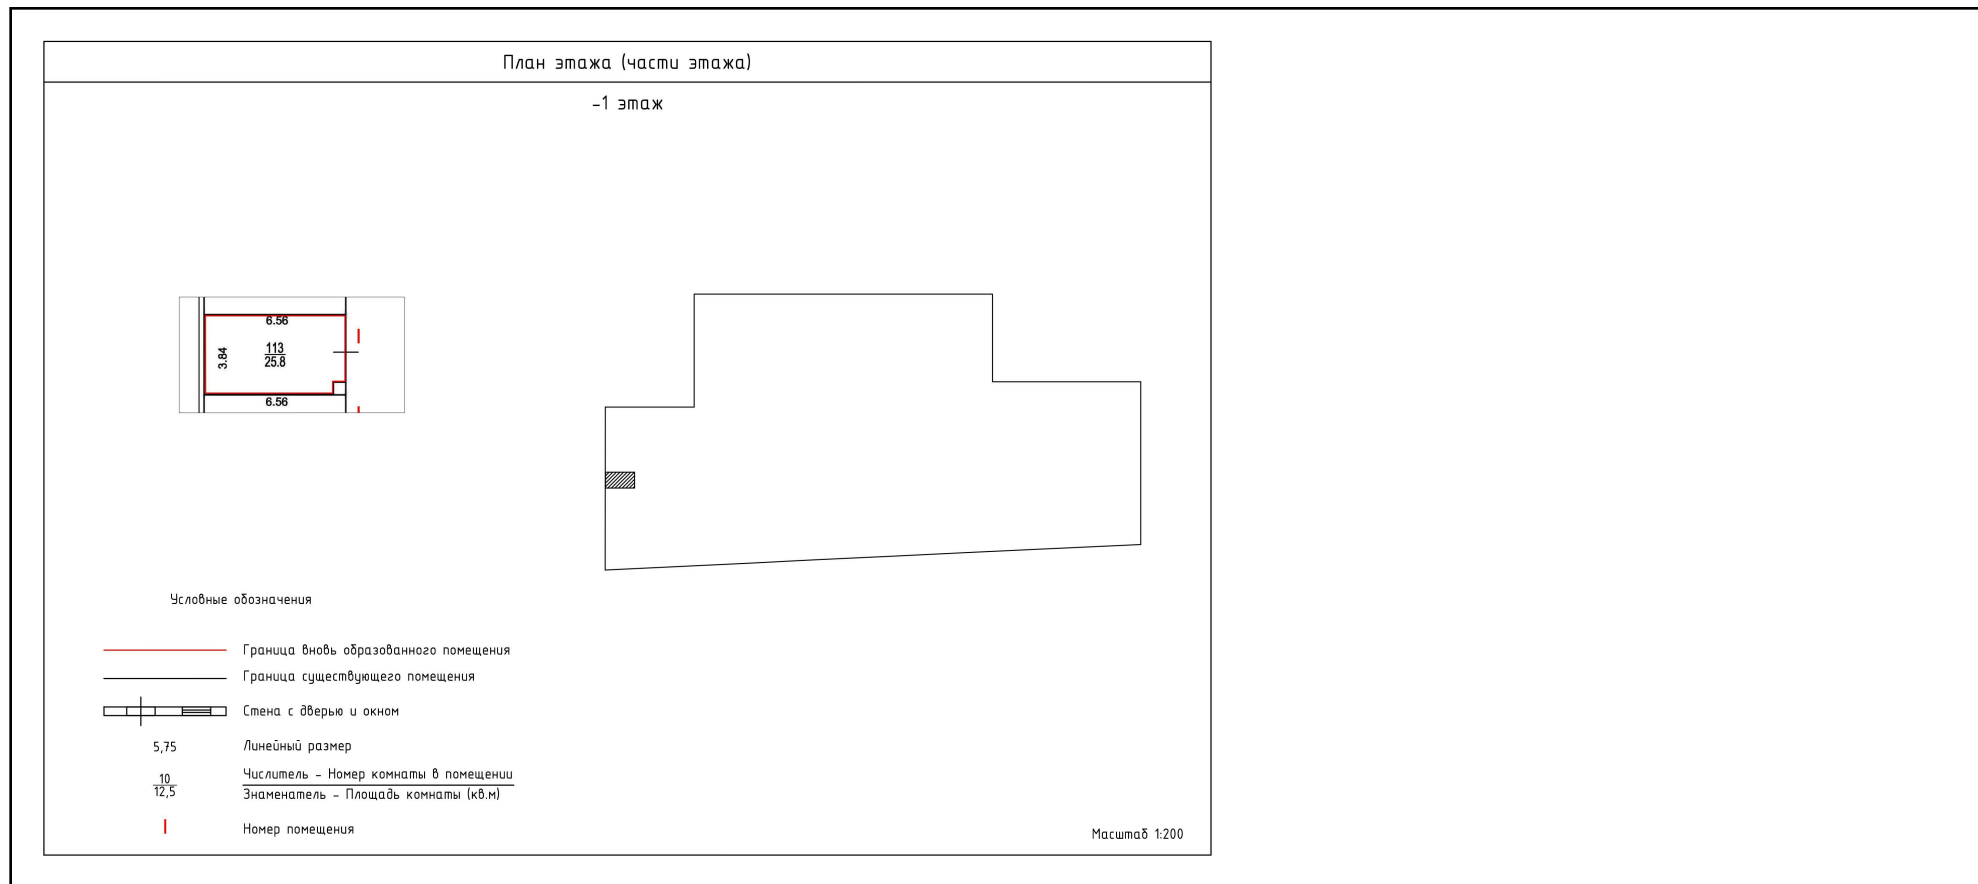 План этажа (части этажа)
-1 этаж
6.56
3.84
113
25.8
I
6.56
I
Условные обозначения
Граница вновь образованного помещения
Граница существующего помещения
Стена с дверью и окном
5,75 Линейный размер
10 Числитель - Номер комнаты в помещении
12,5 Знаменатель - Площадь комнаты (кв.м)
I Номер помещения
Масштаб 1:200